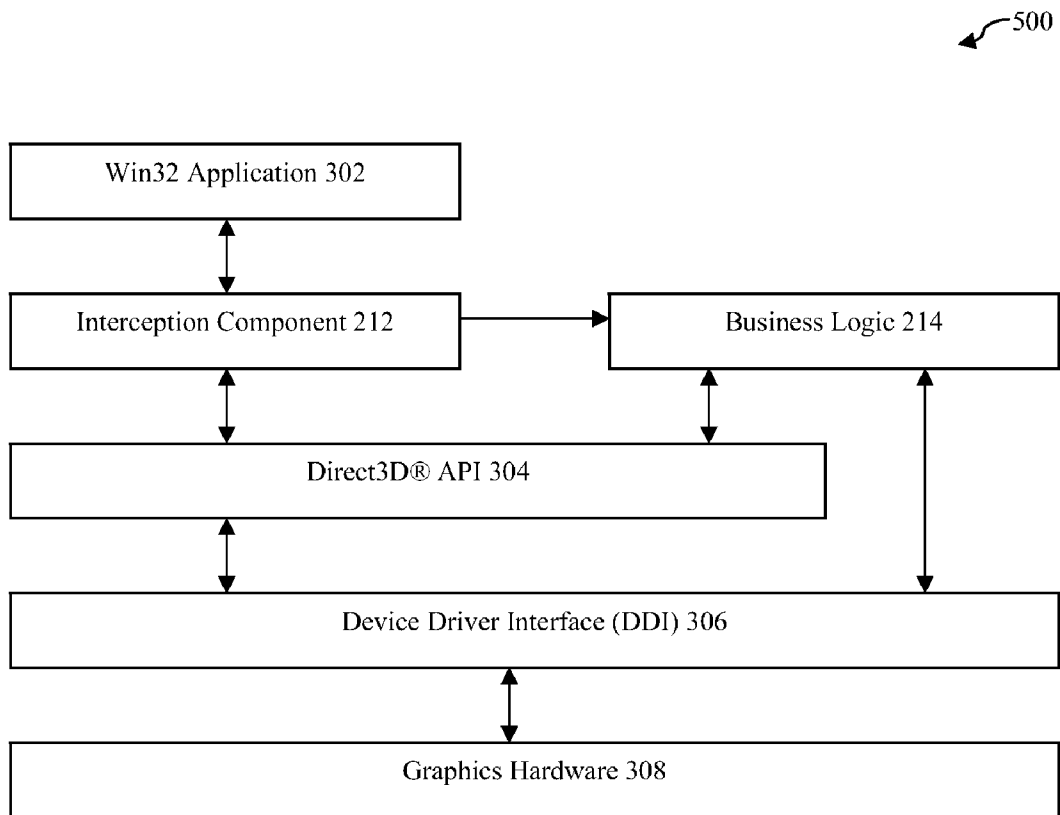 500
Win32 Application 302
Interception Component 212
Business Logic 214
Direct3D® API 304
Device Driver Interface (DDI) 306
Graphics Hardware 308